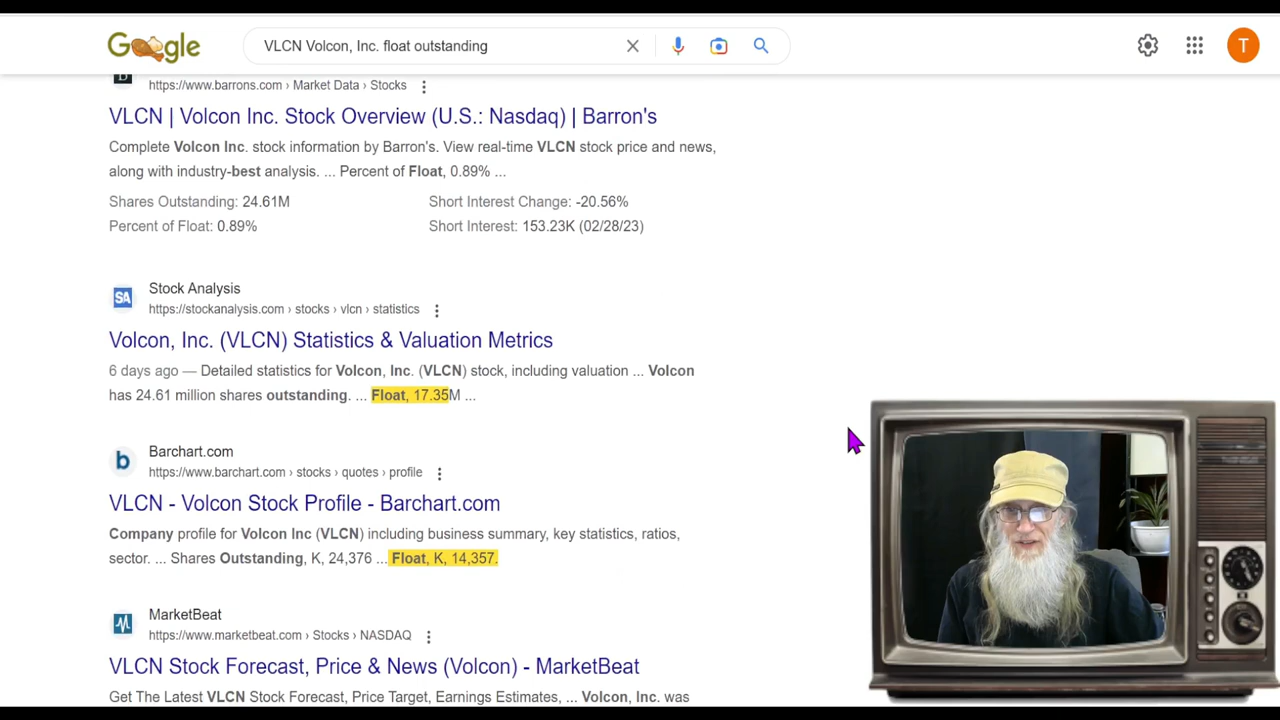 Google
VLCN Volcon, Inc. float outstanding
T
https://www.barrons.com › Market Data › Stocks
VLCN | Volcon Inc. Stock Overview (U.S.: Nasdaq) | Barron's
Complete Volcon Inc. stock information by Barron's. View real-time VLCN stock price and news,
along with industry-best analysis. ... Percent of Float, 0.89% ...
Shares Outstanding: 24.61M
Short Interest Change: -20.56%
Percent of Float: 0.89%
Short Interest: 153.23K (02/28/23)
SA
Stock Analysis
https://stockanalysis.com › stocks › vlcn › statistics
Volcon, Inc. (VLCN) Statistics & Valuation Metrics
6 days ago — Detailed statistics for Volcon, Inc. (VLCN) stock, including valuation ... Volcon
has 24.61 million shares outstanding. ... Float, 17.35M ...
b
Barchart.com
https://www.barchart.com › stocks › quotes › profile
VLCN - Volcon Stock Profile - Barchart.com
Company profile for Volcon Inc (VLCN) including business summary, key statistics, ratios,
sector. ... Shares Outstanding, K, 24,376 ... Float, K, 14,357.
MarketBeat
https://www.marketbeat.com › Stocks › NASDAQ
VLCN Stock Forecast, Price & News (Volcon) - MarketBeat
Get The Latest VLCN Stock Forecast, Price Target, Earnings Estimates, ... Volcon, Inc. was